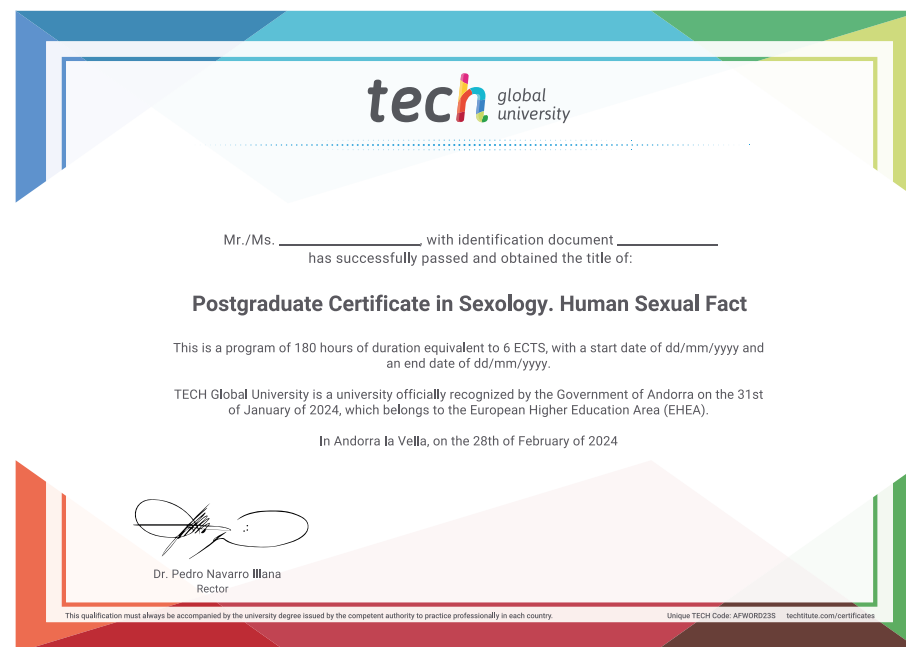 tech global
university
Mr./Ms. ____________, with identification document ____________
has successfully passed and obtained the title of:
Postgraduate Certificate in Sexology. Human Sexual Fact
This is a program of 180 hours of duration equivalent to 6 ECTS, with a start date of dd/mm/yyyy and
an end date of dd/mm/yyyy.
TECH Global University is a university officially recognized by the Government of Andorra on the 31st
of January of 2024, which belongs to the European Higher Education Area (EHEA).
In Andorra la Vella, on the 28th of February of 2024
Dr. Pedro Navarro Illana
Rector
This qualification must always be accompanied by the university degree issued by the competent authority to practice professionally in each country. Unique TECH Code: AFWORD23S techtitute.com/certificates